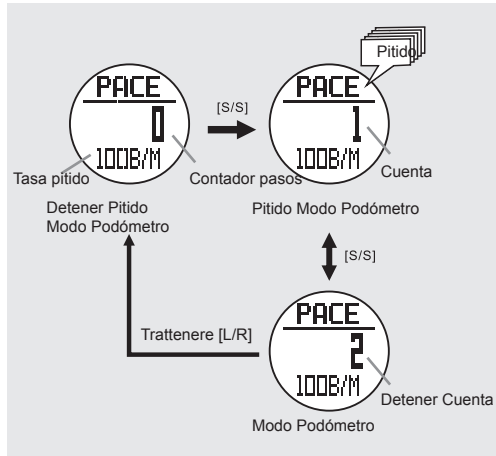 Pitido
PACE
0
100B/M
[S/S]
PACE
1
100B/M
Tasa pitido
Contador pasos
Cuenta
Detener Pitido
Modo Podómetro
Pitido Modo Podómetro
[S/S]
PACE
2
100B/M
Trattenere [L/R]
Detener Cuenta
Modo Podómetro